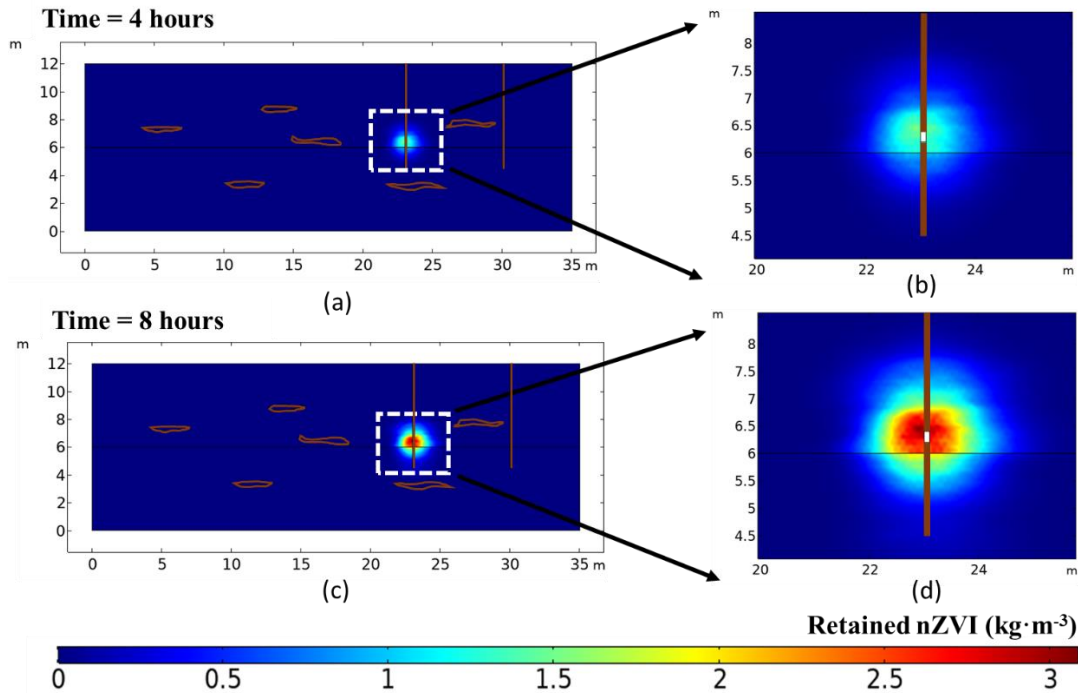 Time = 4 hours
m
12
10
8
6
4
2
0
0 5 10 15 20 25 30 35 m
(a)
m
8
7.5
7
6.5
6
5.5
5
4.5
20 22 24 m
(b)
Time = 8 hours
m
12
10
8
6
4
2
0
0 5 10 15 20 25 30 35 m
(c)
m
8
7.5
7
6.5
6
5.5
5
4.5
20 22 24 m
(d)
Retained nZVI (kg·m⁻³)
0 0.5 1 1.5 2 2.5 3